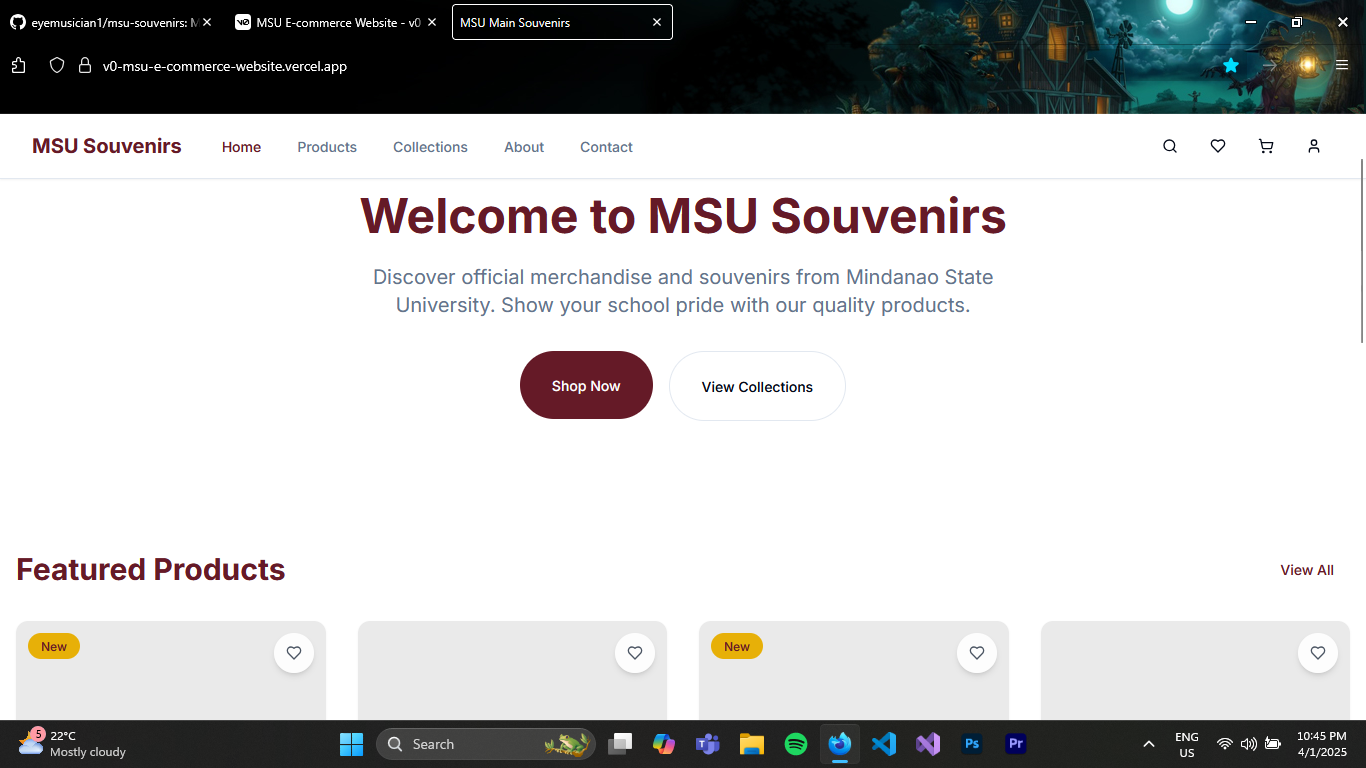 eyemusician1/msu-souvenirs: M
MSU E-commerce Website - v0
MSU Main Souvenirs
v0-msu-e-commerce-website.vercel.app
MSU Souvenirs
Home
Products
Collections
About
Contact
Welcome to MSU Souvenirs
Discover official merchandise and souvenirs from Mindanao State
University. Show your school pride with our quality products.
Shop Now
View Collections
Featured Products
View All
New
New
5
22°C
Mostly cloudy
Search
Ps
Pr
ENG
US
10:45 PM
4/1/2025